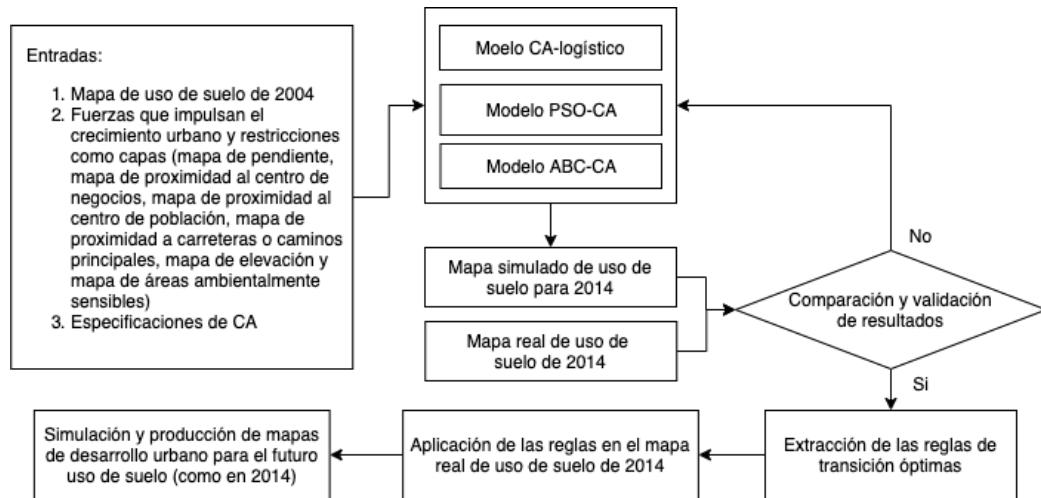 Entradas:
1. Mapa de uso de suelo de 2004
2. Fuerzas que impulsan el
crecimiento urbano y restricciones
como capas (mapa de pendiente,
mapa de proximidad al centro de
negocios, mapa de proximidad al
centro de población, mapa de
proximidad a carreteras o caminos
principales, mapa de elevación y
mapa de áreas ambientalmente
sensibles)
3. Especificaciones de CA
Moelo CA-logístico
Modelo PSO-CA
Modelo ABC-CA
Mapa simulado de uso de
suelo para 2014
Mapa real de uso de
suelo de 2014
No
Comparación y validación
de resultados
Si
Extracción de las reglas de
transición óptimas
Aplicación de las reglas en el mapa
real de uso de suelo de 2014
Simulación y producción de mapas
de desarrollo urbano para el futuro
uso de suelo (como en 2014)